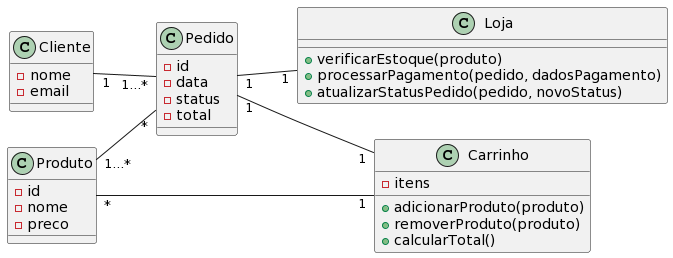 C Cliente
nome
email
1
1...*
C Pedido
id
data
status
total
1
1
C Loja
verificarEstoque(produto)
processarPagamento(pedido, dadosPagamento)
atualizarStatusPedido(pedido, novoStatus)
1
1
*
1...*
C Produto
id
nome
preco
*
1
C Carrinho
itens
adicionarProduto(produto)
removerProduto(produto)
calcularTotal()